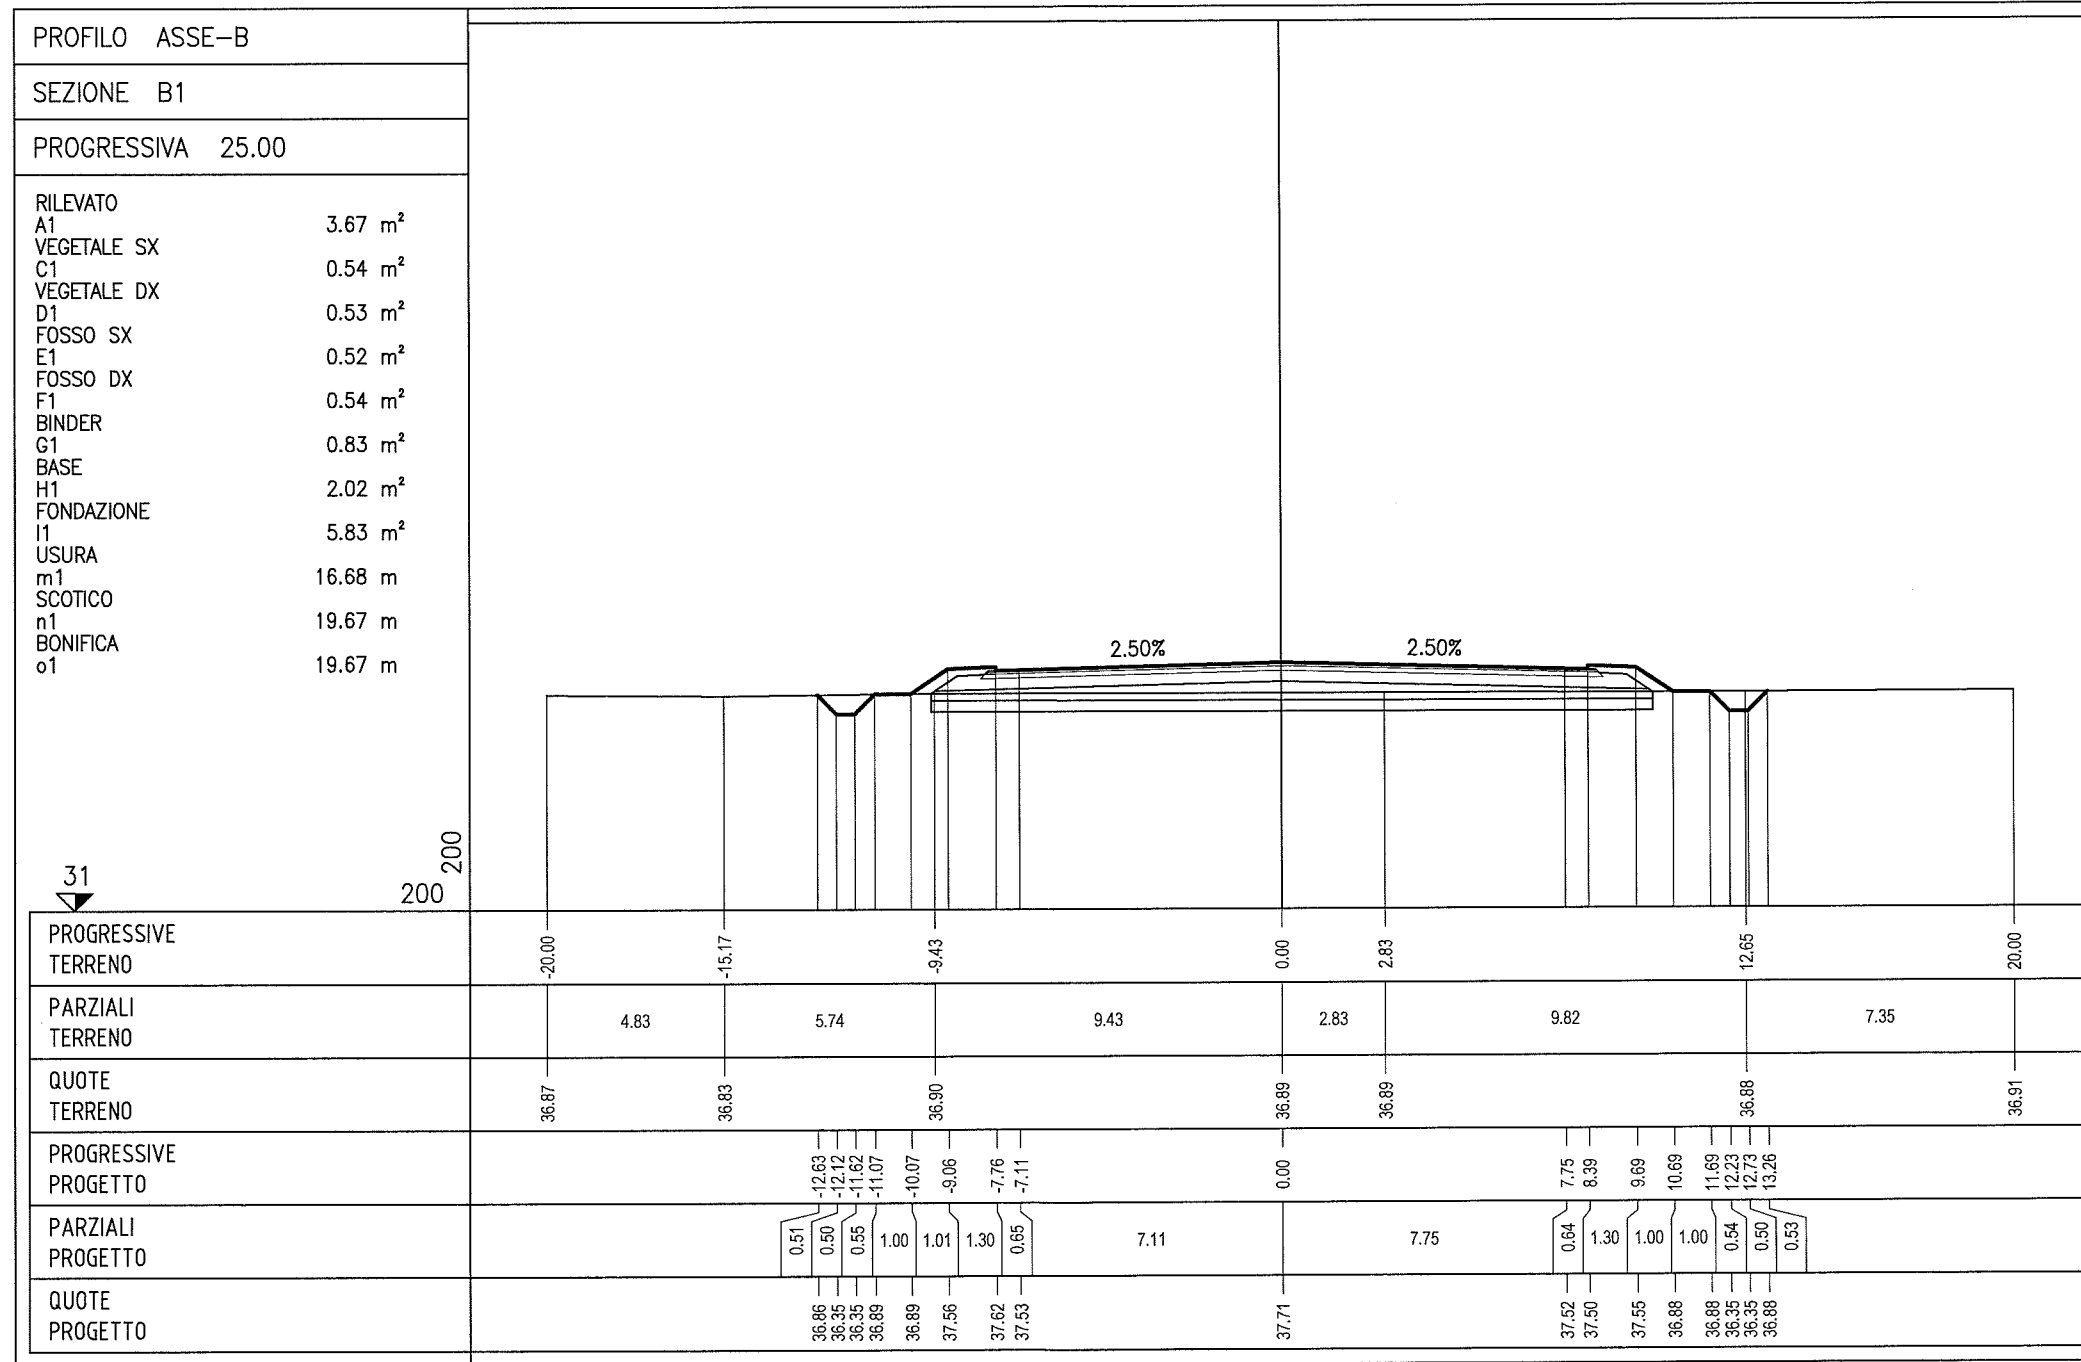 PROFILO ASSE-B
SEZIONE B1
PROGRESSIVA 25.00
RILEVATO
A1 3.67 m²
VEGETALE SX
C1 0.54 m²
VEGETALE DX
D1 0.53 m²
FOSSO SX
E1 0.52 m²
FOSSO DX
F1 0.54 m²
BINDER
G1 0.83 m²
BASE
H1 2.02 m²
FONDAZIONE
I1 5.83 m²
USURA
m1 16.68 m
SCOTICO
n1 19.67 m
BONIFICA
o1 19.67 m
2.50% 2.50%
31
200
200
PROGRESSIVE
TERRENO
-20.00 -15.17 -9.43 0.00 2.83 12.65 20.00
PARZIALI
TERRENO
4.83 5.74 9.43 2.83 9.82 7.35
QUOTE
TERRENO
36.87 36.83 36.90 36.89 36.89 36.88 36.91
PROGRESSIVE
PROGETTO
-12.63 -12.12 -11.62 -11.07 -10.07 -9.06 -7.76 -7.11 0.00 7.75 8.39 9.69 10.69 11.69 12.23 12.73 13.26
PARZIALI
PROGETTO
0.51 0.50 0.55 1.00 1.01 1.30 0.65 7.11 7.75 0.64 1.30 1.00 1.00 0.54 0.50 0.53
QUOTE
PROGETTO
36.86 36.35 36.35 36.89 36.89 37.56 37.62 37.53 37.71 37.52 37.50 37.55 36.88 36.88 36.35 36.35 36.88